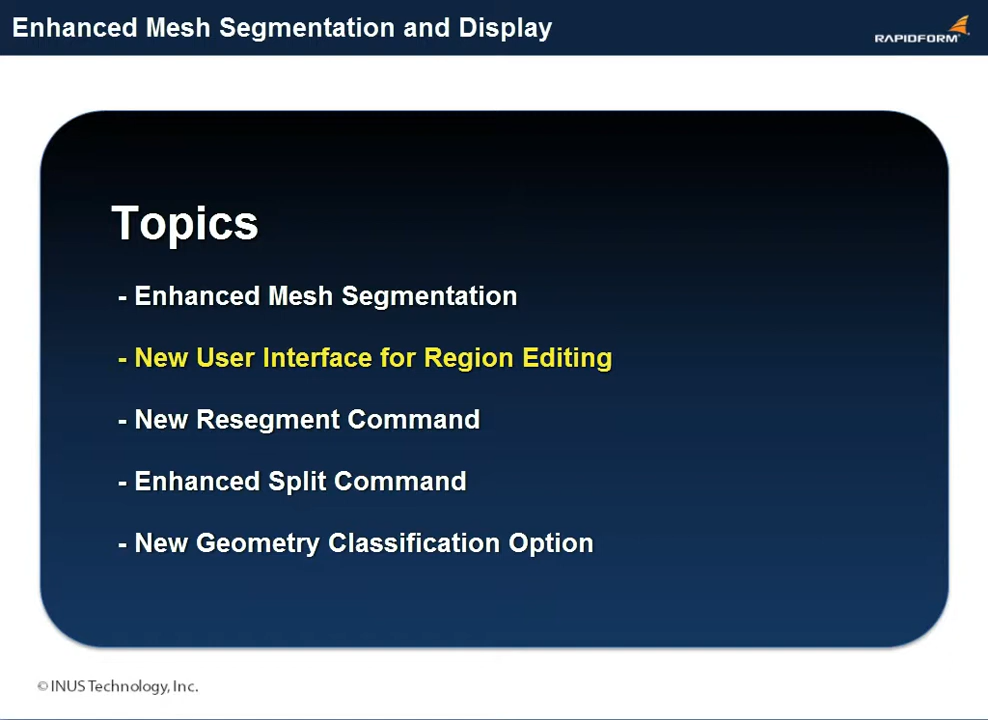 Enhanced Mesh Segmentation and Display
RAPIDFORM
Topics
- Enhanced Mesh Segmentation
- New User Interface for Region Editing
- New Resegment Command
- Enhanced Split Command
- New Geometry Classification Option
© INUS Technology, Inc.